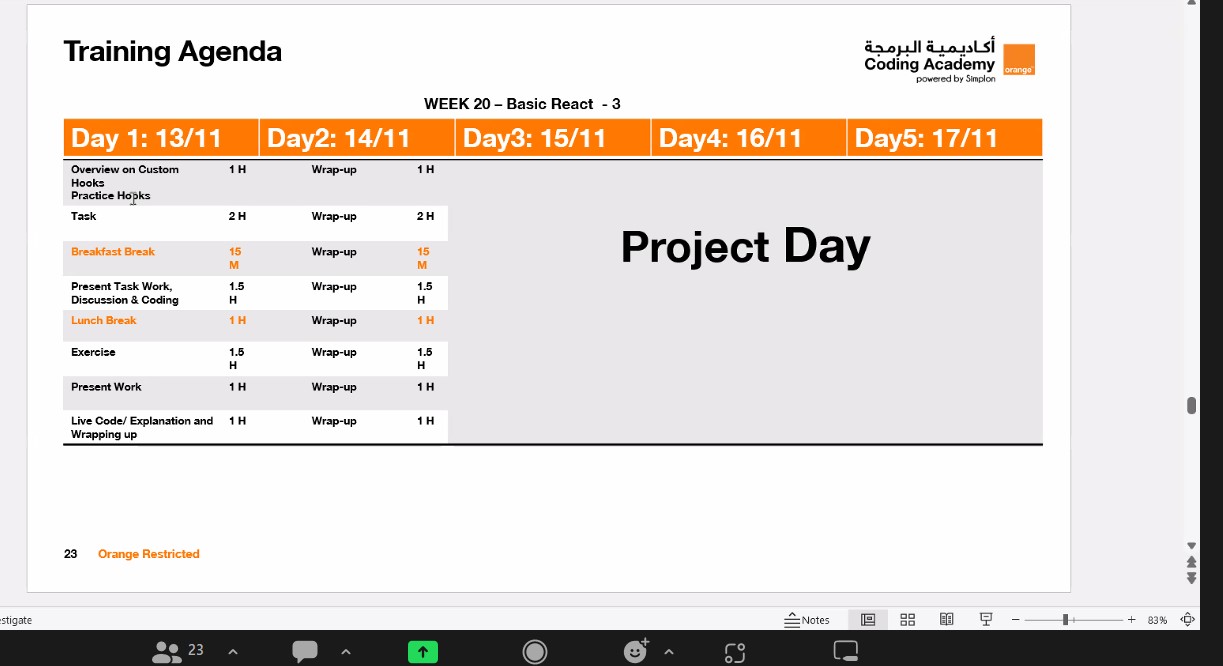 Training Agenda
أكاديمية البرمجة
Coding Academy
powered by Simplon
orange
WEEK 20 – Basic React - 3
Day 1: 13/11 Day2: 14/11 Day3: 15/11 Day4: 16/11 Day5: 17/11
Overview on Custom 1 H Wrap-up 1 H
Hooks
Practice Hooks
Task 2 H Wrap-up 2 H
Breakfast Break 15 Wrap-up 15
M M
Present Task Work, 1.5 Wrap-up 1.5
Discussion & Coding H H
Lunch Break 1 H Wrap-up 1 H
Exercise 1.5 Wrap-up 1.5
H H
Present Work 1 H Wrap-up 1 H
Live Code/ Explanation and 1 H Wrap-up 1 H
Wrapping up
Project Day
23 Orange Restricted
Notes 83%
23